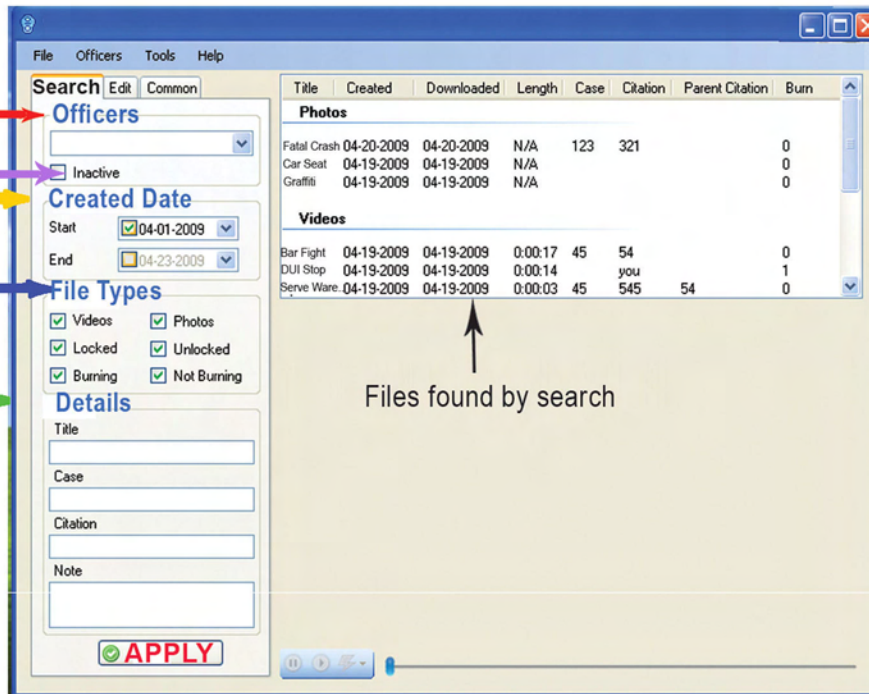 File Officers Tools Help
Search Edit Common
Officers
Inactive
Created Date
Start 04-01-2009
End 04-23-2009
File Types
Videos Photos
Locked Unlocked
Burning Not Burning
Details
Title
Case
Citation
Note
APPLY
Title Created Downloaded Length Case Citation Parent Citation Burn
Photos
Fatal Crash 04-20-2009 04-20-2009 N/A 123 321 0
Car Seat 04-19-2009 04-19-2009 N/A 0
Graffiti 04-19-2009 04-19-2009 N/A 0
Videos
Bar Fight 04-19-2009 04-19-2009 0:00:17 45 54 0
DUI Stop 04-19-2009 04-19-2009 0:00:14 you 1
Serve Ware... 04-19-2009 04-19-2009 0:00:03 45 545 54 0
Files found by search